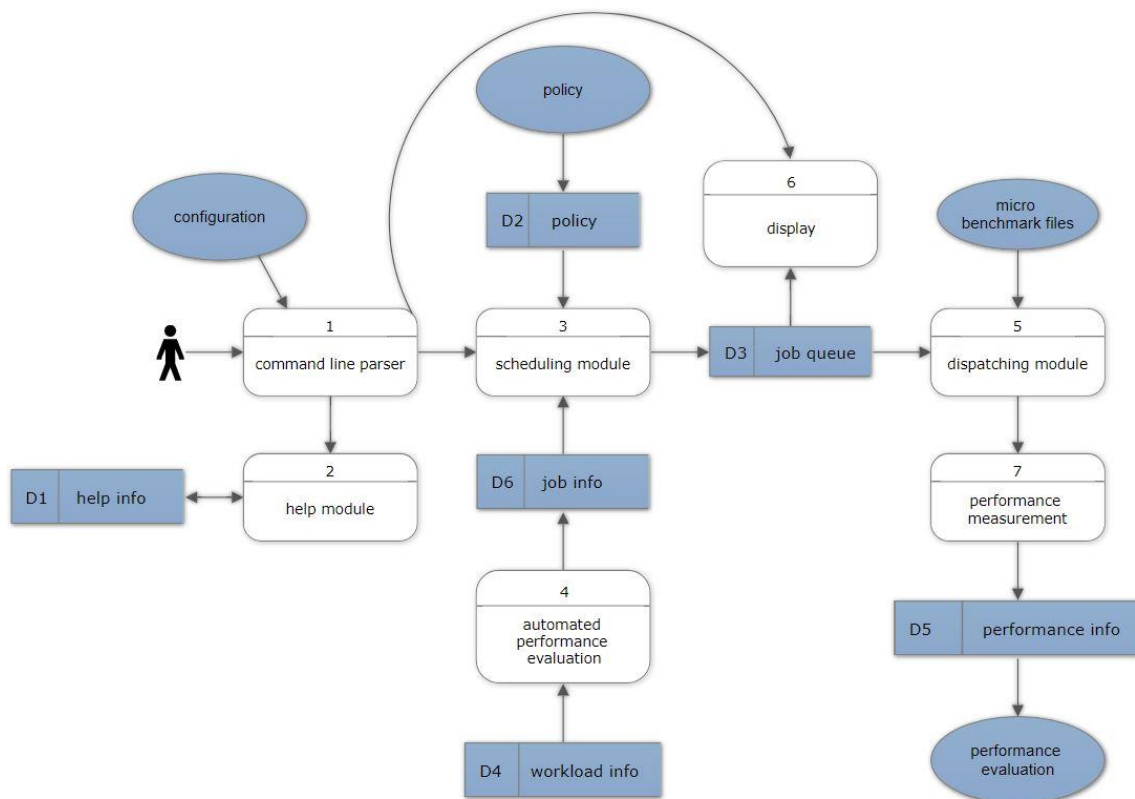 policy
6
display
configuration
D2 policy
micro
benchmark files
1
command line parser
3
scheduling module
D3 job queue
5
dispatching module
2
help module
D1 help info
D6 job info
7
performance
measurement
4
automated
performance
evaluation
D5 performance info
D4 workload info
performance
evaluation